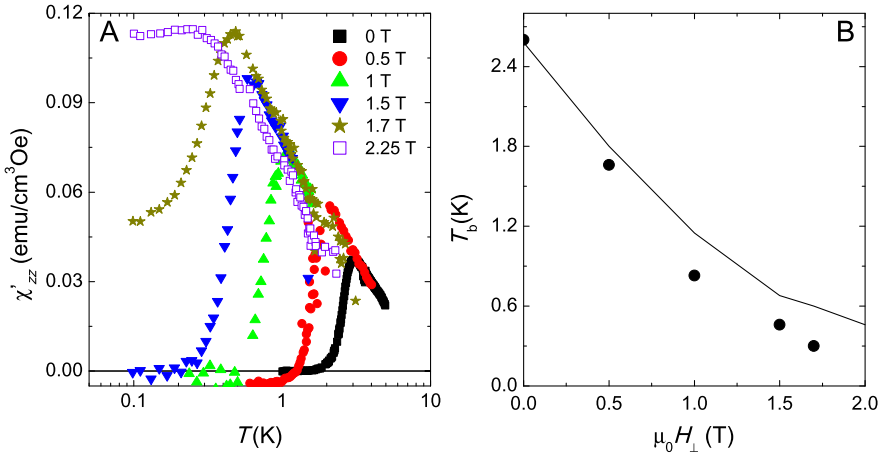 A
0 T
0.5 T
1 T
1.5 T
1.7 T
2.25 T
0.12
0.09
0.06
0.03
0.00
χ'zz (emu/cm³Oe)
0.1
1
10
T(K)
B
2.4
1.8
1.2
0.6
0.0
Tb(K)
0.0
0.5
1.0
1.5
2.0
μ₀H⊥(T)